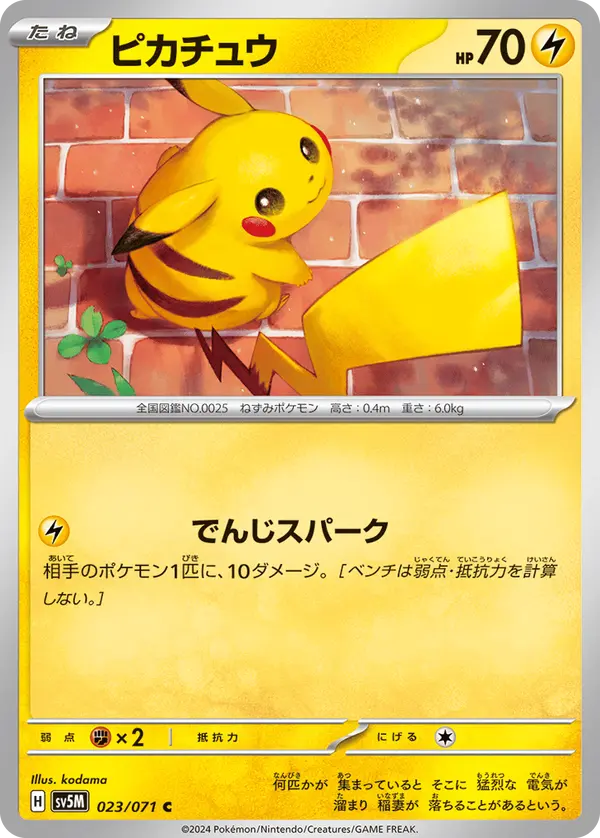 たね ピカチュウ HP70
全国図鑑NO.0025 ねずみポケモン 高さ:0.4m 重さ:6.0kg
でんじスパーク
相手のポケモン1匹に、10ダメージ。[ベンチは弱点・抵抗力を計算
しない。]
弱点 ×2 抵抗力 にげる
Illus. kodama
H sv5M 023/071 C
何匹かが 集まっていると そこに 猛烈な 電気が
溜まり 稲妻が 落ちることがあるという。
©2024 Pokémon/Nintendo/Creatures/GAME FREAK.